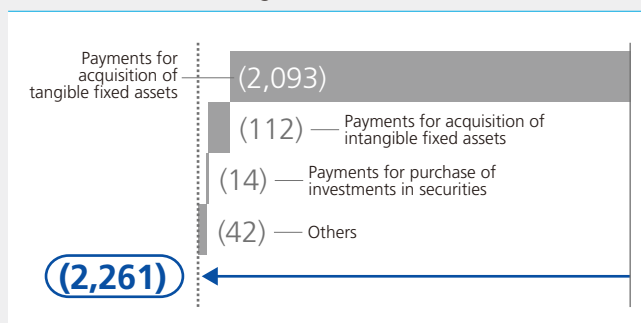 Payments for
acquisition of
tangible fixed assets
(2,093)
(112)
Payments for acquisition of
intangible fixed assets
(14)
Payments for purchase of
investments in securities
(42)
Others
(2,261)